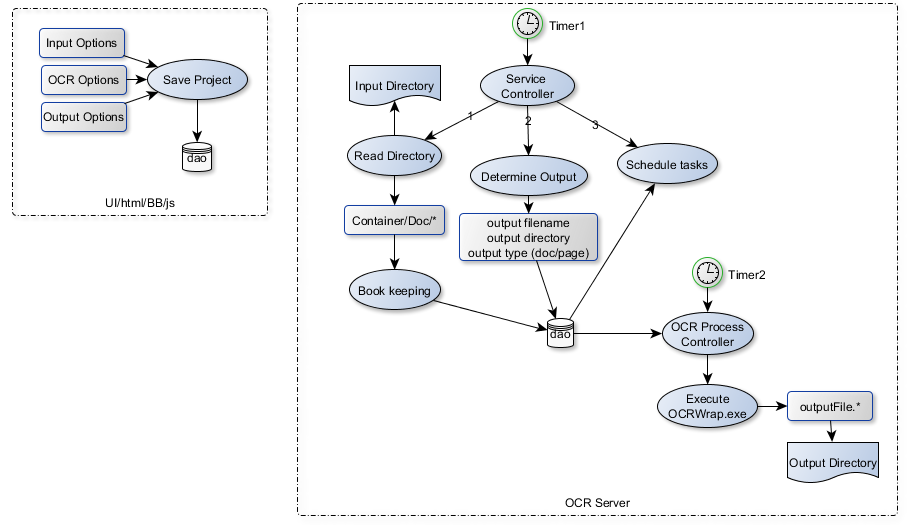 Input Options
OCR Options
Output Options
Save Project
dao
UI/html/BB/js
Timer1
Service
Controller
1
2
3
Input Directory
Read Directory
Determine Output
Schedule tasks
Container/Doc/*
output filename
output directory
output type (doc/page)
Book keeping
dao
Timer2
OCR Process
Controller
Execute
OCRWrap.exe
outputFile.*
Output Directory
OCR Server